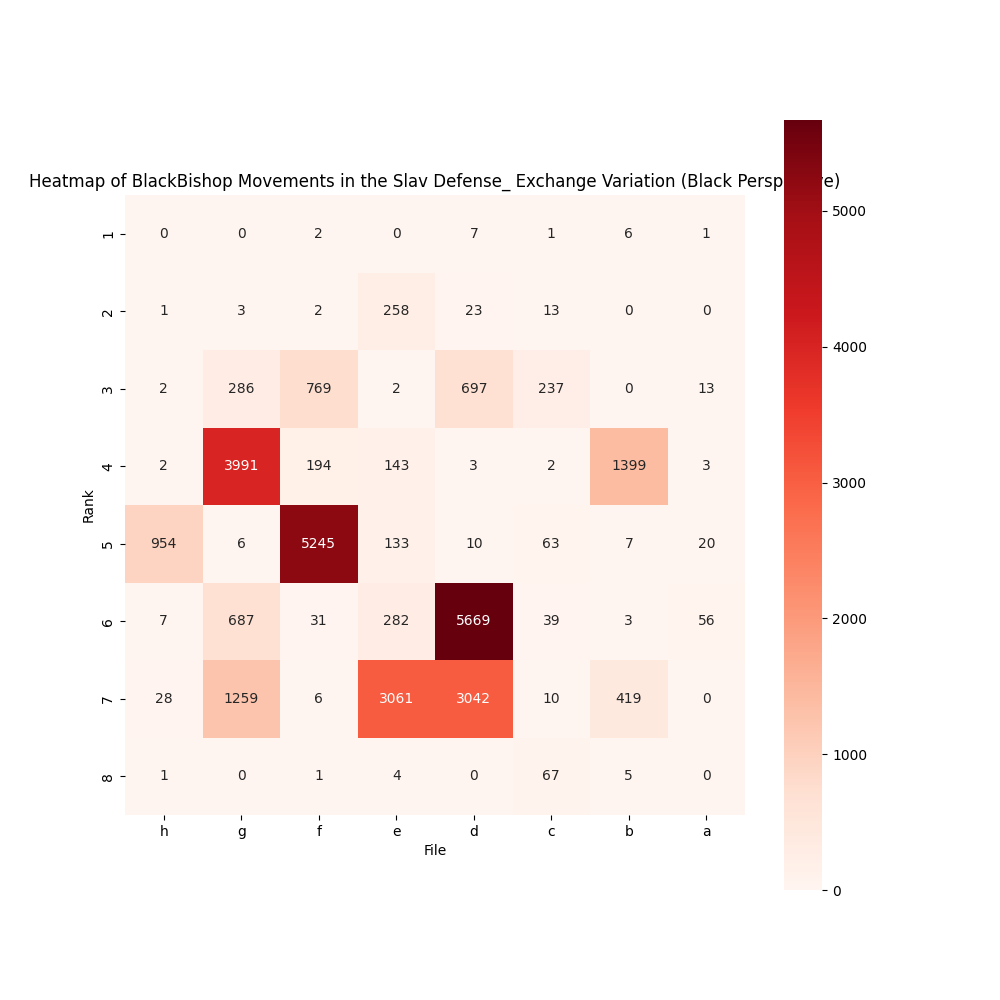 Heatmap of BlackBishop Movements in the Slav Defense_ Exchange Variation (Black Persp e)
5000
1 0 0 2 0 7 1 6 1
2 1 3 2 258 23 13 0 0
4000
3 2 286 769 2 697 237 0 13
4 2 3991 194 143 3 2 1399 3
Rank
3000
5 954 6 5245 133 10 63 7 20
6 7 687 31 282 5669 39 3 56
2000
7 28 1259 6 3061 3042 10 419 0
1000
8 1 0 1 4 0 67 5 0
h g f e d c b a
File
0